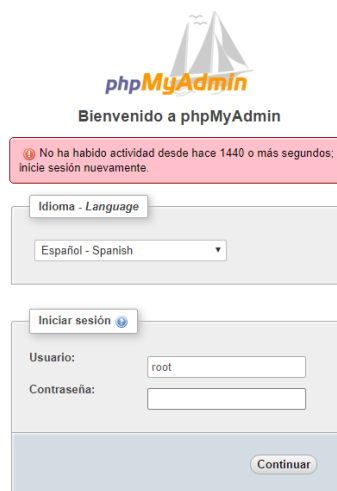 phpMyAdmin
Bienvenido a phpMyAdmin
No ha habido actividad desde hace 1440 o más segundos;
inicie sesión nuevamente.
Idioma - Language
Español - Spanish
Iniciar sesión
Usuario:
root
Contraseña:
Continuar